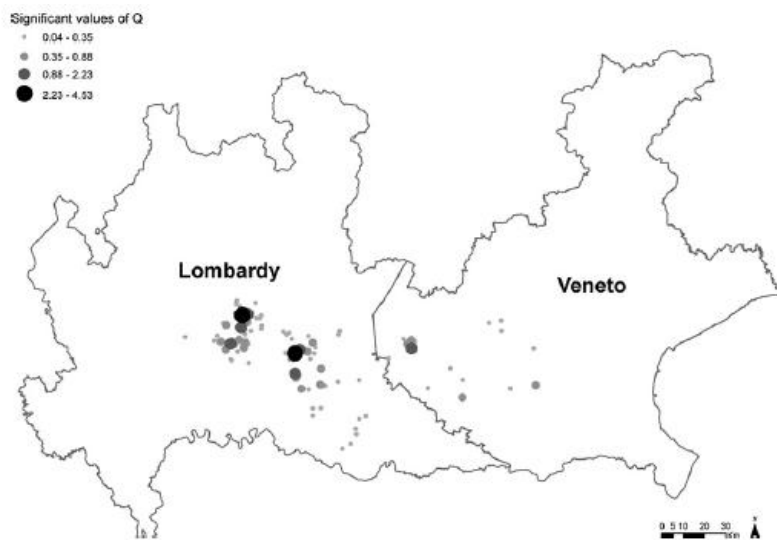 Significant values of Q
0.04 - 0.35
0.35 - 0.88
0.88 - 2.23
2.23 - 4.53
Lombardy
Veneto
0 5 10 20 30